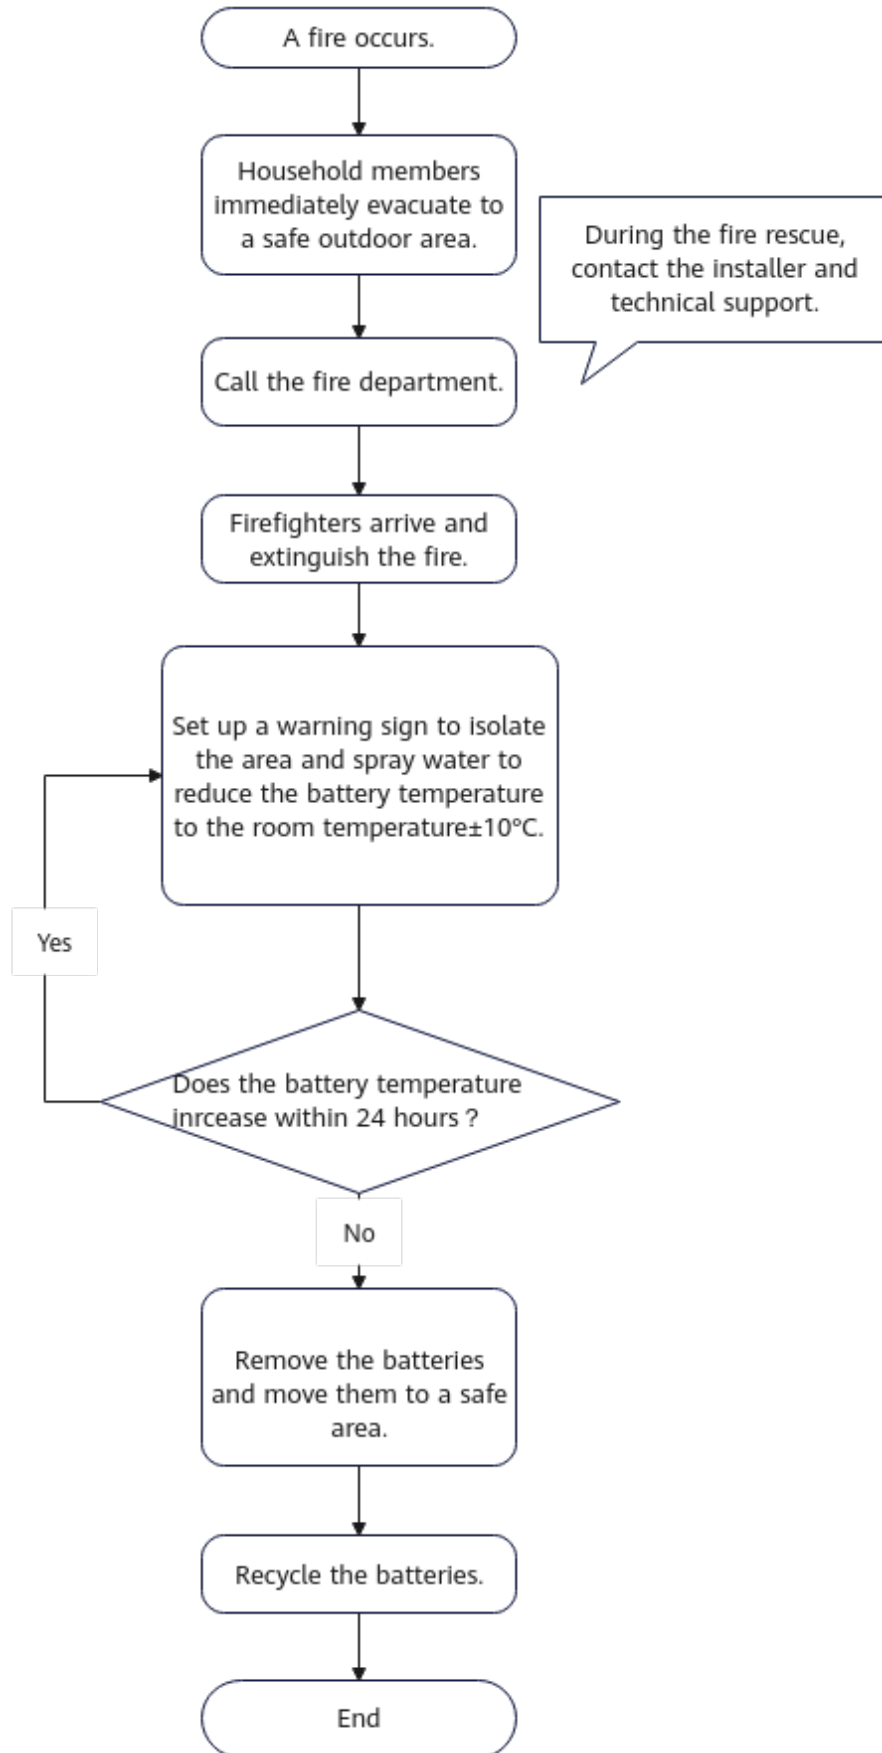 A fire occurs.
Household members
immediately evacuate to
a safe outdoor area.
During the fire rescue,
contact the installer and
technical support.
Call the fire department.
Firefighters arrive and
extinguish the fire.
Set up a warning sign to isolate
the area and spray water to
reduce the battery temperature
to the room temperature±10°C.
Yes
Does the battery temperature
inrcease within 24 hours？
No
Remove the batteries
and move them to a safe
area.
Recycle the batteries.
End